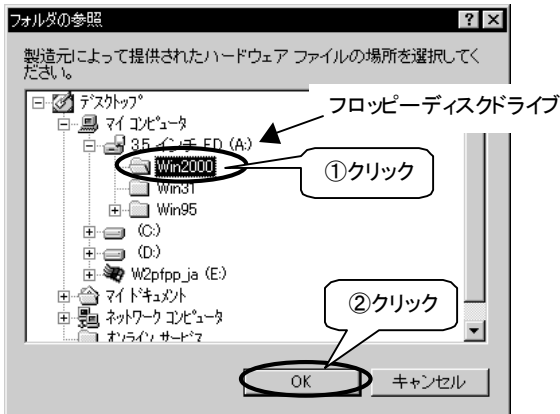 フォルダの参照
製造元によって提供されたハードウェア ファイルの場所を選択してく
ださい。
デスクトップ
フロッピーディスクドライブ
マイ コンピュータ
3.5 インチ FD (A:)
Win2000
①クリック
Win31
Win95
(C:)
(D:)
W2pfpp_ja (E:)
マイ ドキュメント
②クリック
ネットワーク コンピュータ
オンライン サービス
OK
キャンセル